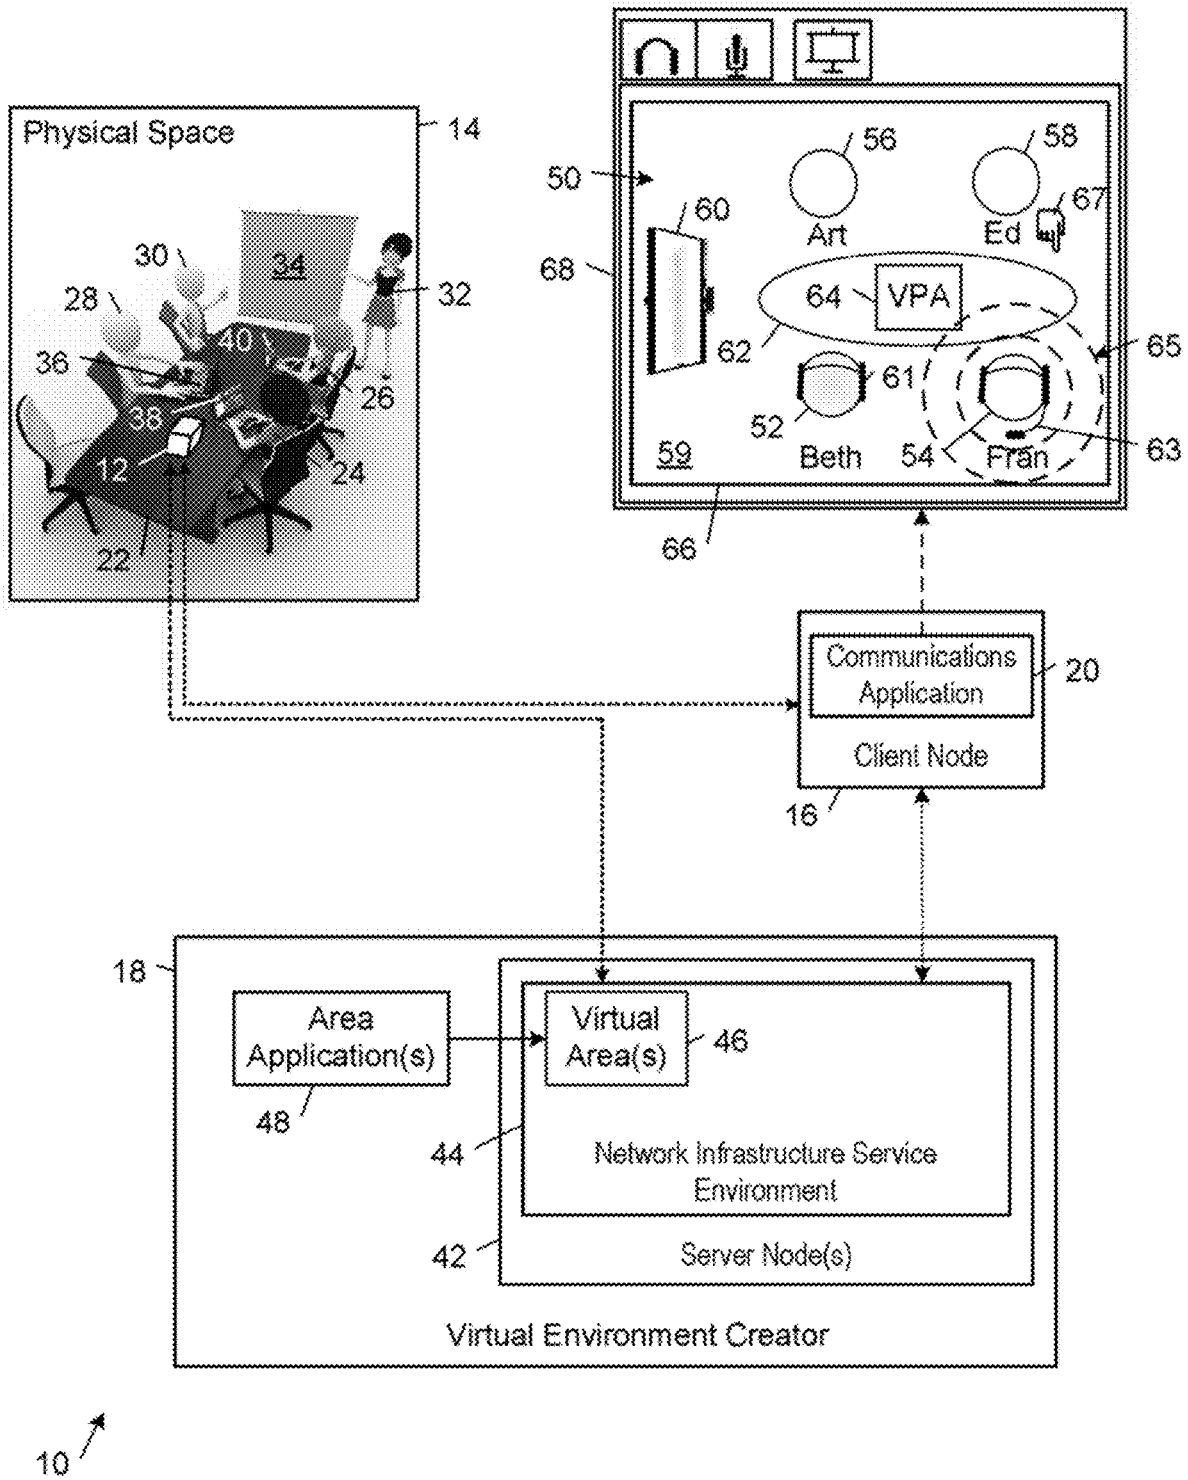 Physical Space
14
30
34
28
32
40
36
26
38
12
24
22
56
58
50
60
67
Art
Ed
68
64
VPA
62
65
61
52
54
63
59
Beth
Fran
66
Communications
Application
20
Client Node
16
18
Area
Application(s)
48
Virtual
Area(s)
46
44
Network Infrastructure Service
Environment
42
Server Node(s)
Virtual Environment Creator
10